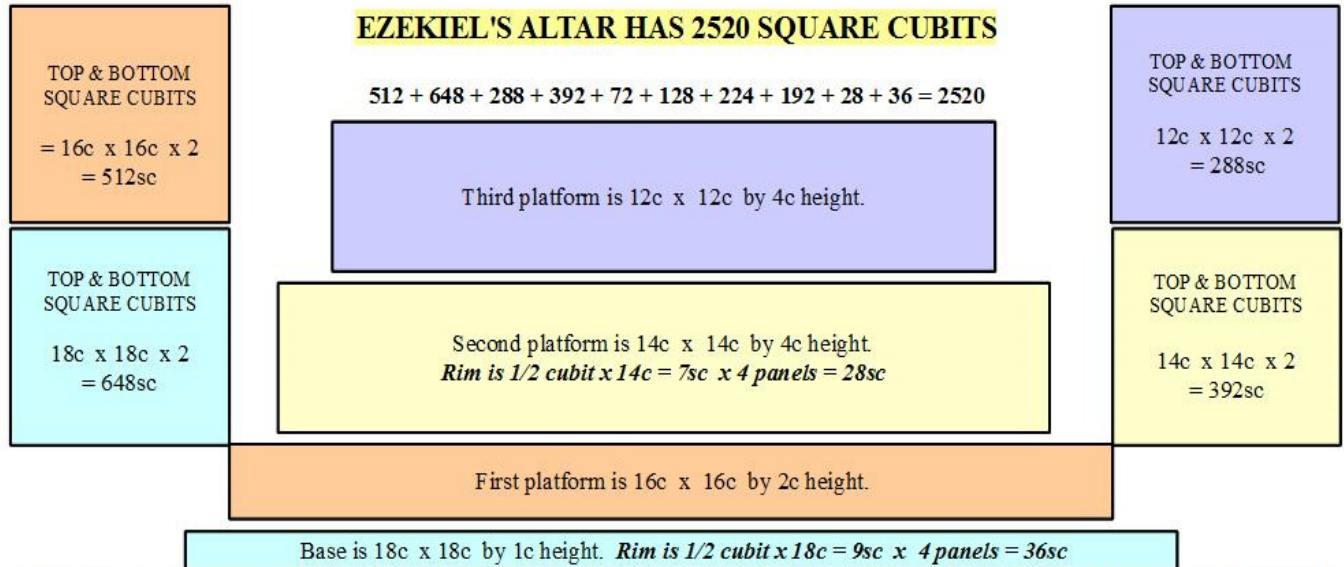 EZEKIEL'S ALTAR HAS 2520 SQUARE CUBITS
512 + 648 + 288 + 392 + 72 + 128 + 224 + 192 + 28 + 36 = 2520
TOP & BOTTOM
SQUARE CUBITS
= 16c x 16c x 2
= 512sc
TOP & BOTTOM
SQUARE CUBITS
12c x 12c x 2
= 288sc
Third platform is 12c x 12c by 4c height.
TOP & BOTTOM
SQUARE CUBITS
18c x 18c x 2
= 648sc
Second platform is 14c x 14c by 4c height.
Rim is 1/2 cubit x 14c = 7sc x 4 panels = 28sc
TOP & BOTTOM
SQUARE CUBITS
14c x 14c x 2
= 392sc
First platform is 16c x 16c by 2c height.
Base is 18c x 18c by 1c height. Rim is 1/2 cubit x 18c = 9sc x 4 panels = 36sc